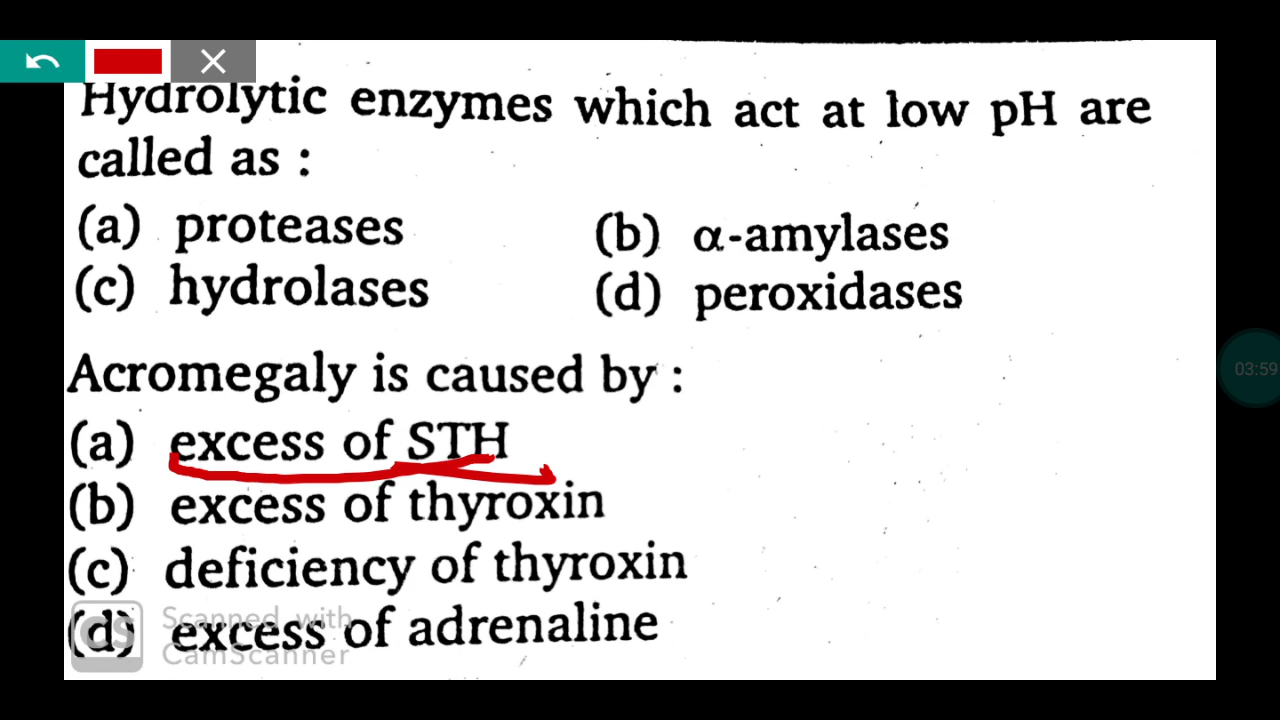 Hydrolytic enzymes which act at low pH are
called as :
(a) proteases (b) α-amylases
(c) hydrolases (d) peroxidases
Acromegaly is caused by :
(a) excess of STH
(b) excess of thyroxin
(c) deficiency of thyroxin
(d) excess of adrenaline
CS Scanned with
CamScanner
03:59